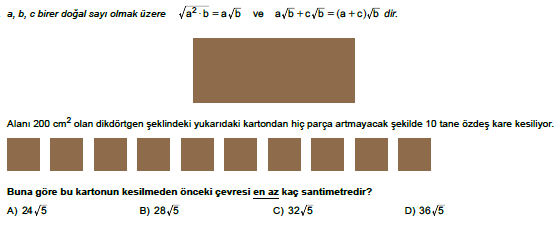 a, b, c birer doğal sayı olmak üzere √(a²·b) = a√b ve a√b + c√b = (a + c)√b dir.
Alanı 200 cm² olan dikdörtgen şeklindeki yukarıdaki kartondan hiç parça artmayacak şekilde 10 tane özdeş kare kesiliyor.
Buna göre bu kartonun kesilmeden önceki çevresi en az kaç santimetredir?
A) 24√5 B) 28√5 C) 32√5 D) 36√5